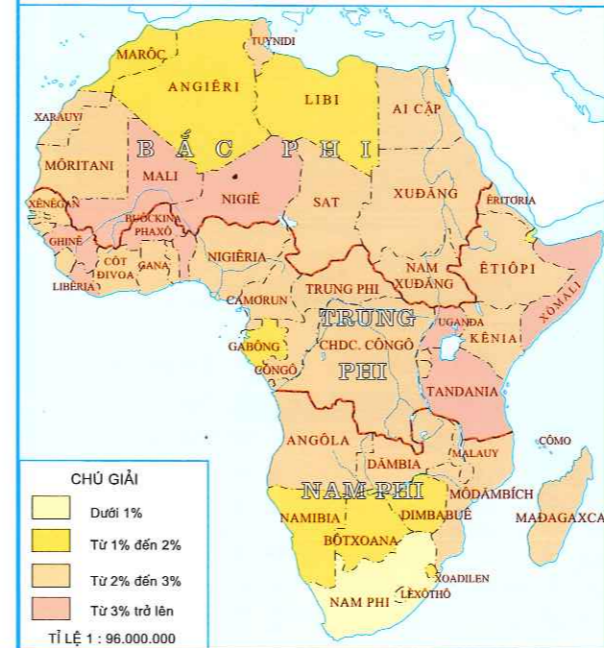 MARÔC
TUYNIDI
ANGIÊRI
LIBI
AI CẬP
XARAUY
BẮC PHI
MÔRITANI
MALI
NIGIÊ
SAT
XUĐĂNG
ÊRITƠRIA
XÊNÊGAN
BUỐCKINA
PHAXÔ
GHINÊ
CÔT
ĐIVOA
GANA
NIGIÊRIA
LIBÊRIA
NAM
XUĐĂNG
ÊTIÔPI
XÔMALI
CAMƠRUN
TRUNG PHI
TRUNG
PHI
UGANDA
KÊNIA
GABÔNG
CÔNGÔ
CHDC. CÔNGÔ
TANDANIA
ANGÔLA
DĂMBIA
MALAUY
CÔMO
NAM PHI
MÔDĂMBÍCH
NAMIBIA
DIMBABUÊ
MAĐAGAXCA
BÔTXOANA
XOADILEN
LÊXÔTHÔ
NAM PHI
CHÚ GIẢI
Dưới 1%
Từ 1% đến 2%
Từ 2% đến 3%
Từ 3% trở lên
TỈ LỆ 1 : 96.000.000